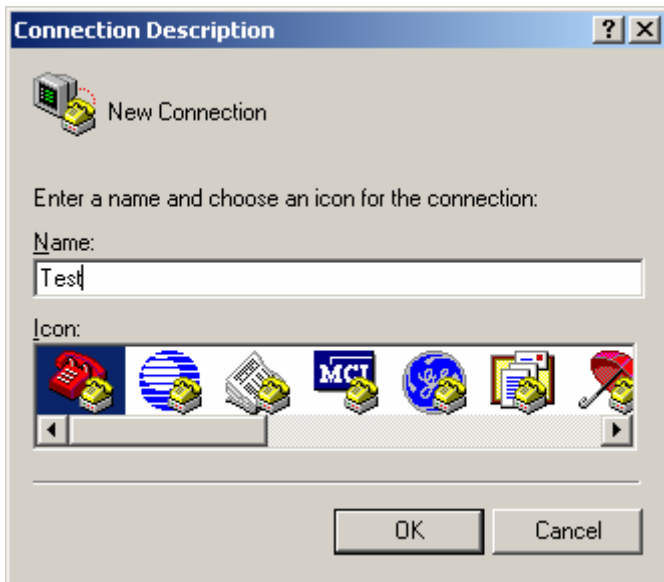 Connection Description
New Connection
Enter a name and choose an icon for the connection:
Name:
Test
Icon:
MCI
OK Cancel